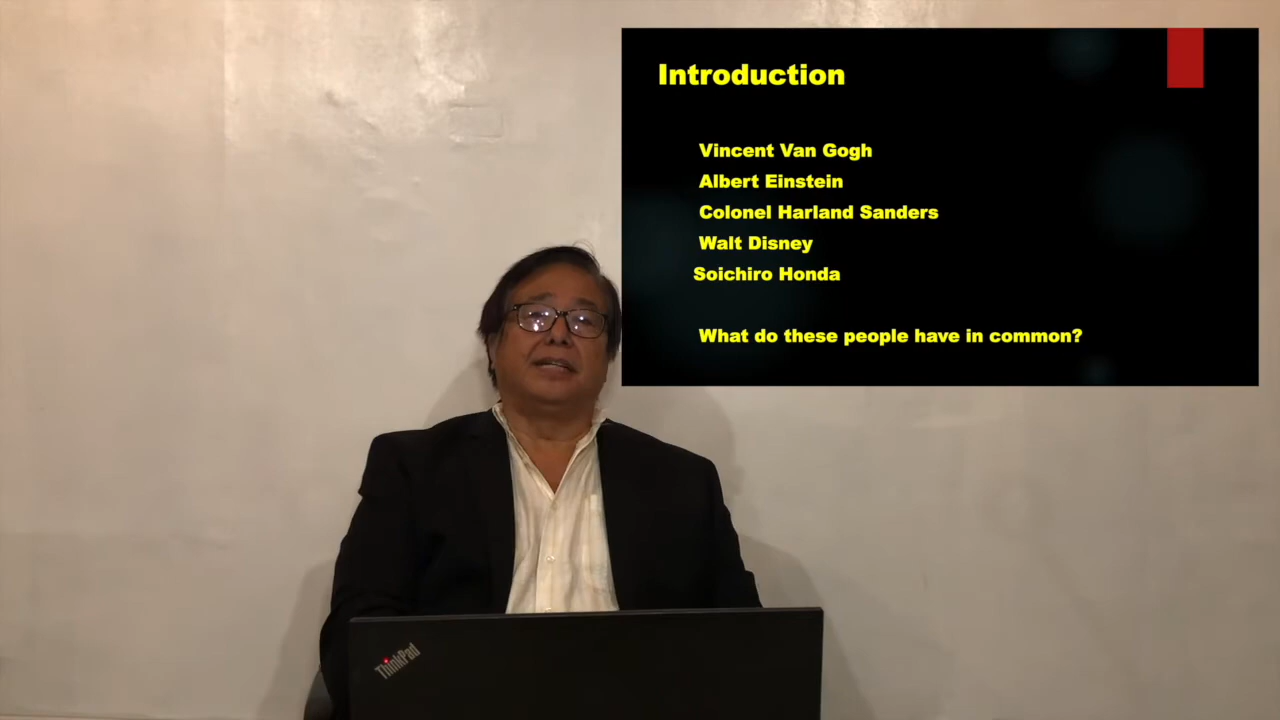 Introduction
Vincent Van Gogh
Albert Einstein
Colonel Harland Sanders
Walt Disney
Soichiro Honda
What do these people have in common?
ThinkPad